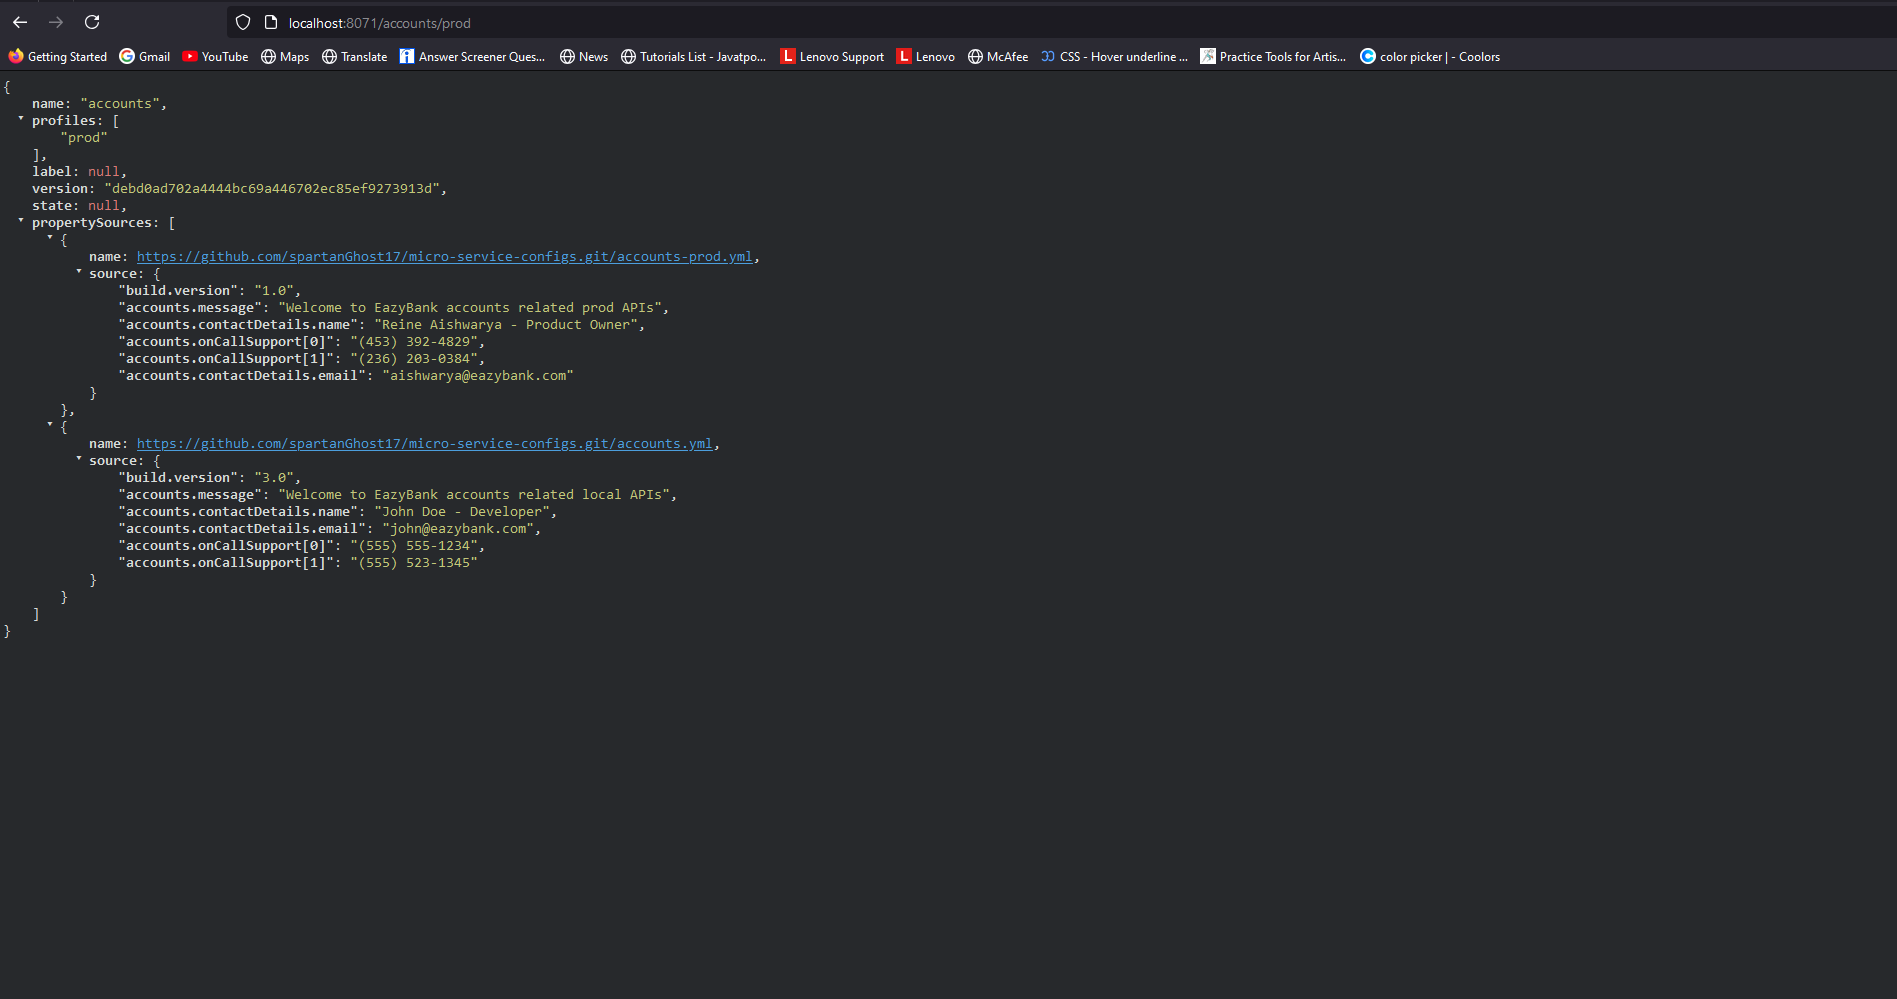 localhost:8071/accounts/prod
Getting Started Gmail YouTube Maps Translate Answer Screener Ques... News Tutorials List - Javatpo... Lenovo Support Lenovo McAfee CSS - Hover underline ... Practice Tools for Artis... color picker | - Coolors
{
name: "accounts",
profiles: [
"prod"
],
label: null,
version: "debd0ad702a4444bc69a446702ec85ef9273913d",
state: null,
propertySources: [
{
name: https://github.com/spartanGhost17/micro-service-configs.git/accounts-prod.yml,
source: {
"build.version": "1.0",
"accounts.message": "Welcome to EazyBank accounts related prod APIs",
"accounts.contactDetails.name": "Reine Aishwarya - Product Owner",
"accounts.onCallSupport[0]": "(453) 392-4829",
"accounts.onCallSupport[1]": "(236) 203-0384",
"accounts.contactDetails.email": "aishwarya@eazybank.com"
}
},
{
name: https://github.com/spartanGhost17/micro-service-configs.git/accounts.yml,
source: {
"build.version": "3.0",
"accounts.message": "Welcome to EazyBank accounts related local APIs",
"accounts.contactDetails.name": "John Doe - Developer",
"accounts.contactDetails.email": "john@eazybank.com",
"accounts.onCallSupport[0]": "(555) 555-1234",
"accounts.onCallSupport[1]": "(555) 523-1345"
}
}
]
}